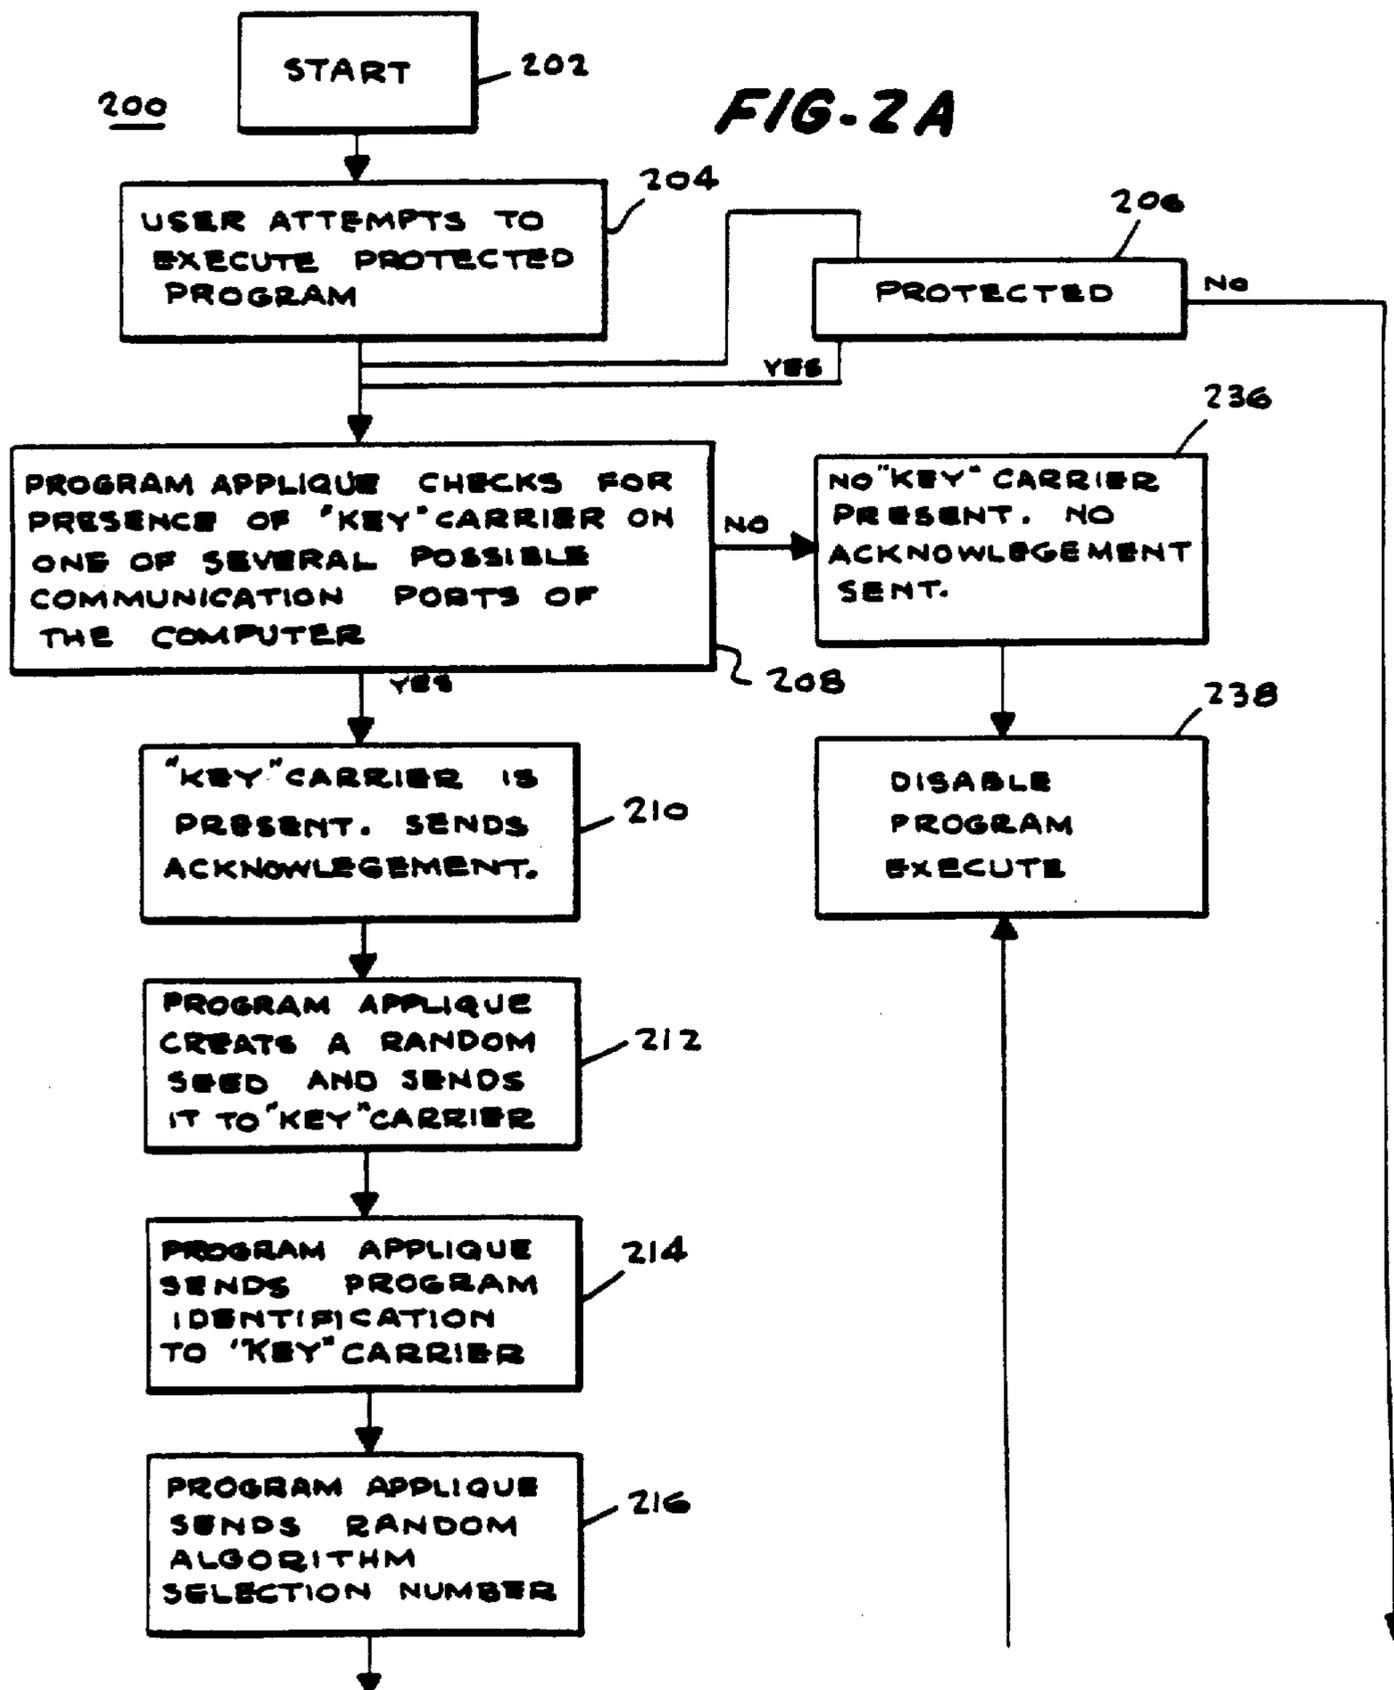 START
202
200
FIG-2A
204
USER ATTEMPTS TO
EXECUTE PROTECTED
PROGRAM
206
PROTECTED
NO
YES
236
PROGRAM APPLIQUE CHECKS FOR
PRESENCE OF "KEY" CARRIER ON
ONE OF SEVERAL POSSIBLE
COMMUNICATION PORTS OF
THE COMPUTER
NO
NO "KEY" CARRIER
PRESENT. NO
ACKNOWLEGEMENT
SENT.
208
YES
238
"KEY" CARRIER IS
PRESENT. SENDS
ACKNOWLEGEMENT.
210
DISABLE
PROGRAM
EXECUTE
PROGRAM APPLIQUE
CREATS A RANDOM
SEED AND SENDS
IT TO "KEY" CARRIER
212
PROGRAM APPLIQUE
SENDS PROGRAM
IDENTIFICATION
TO "KEY" CARRIER
214
PROGRAM APPLIQUE
SENDS RANDOM
ALGORITHM
SELECTION NUMBER
216